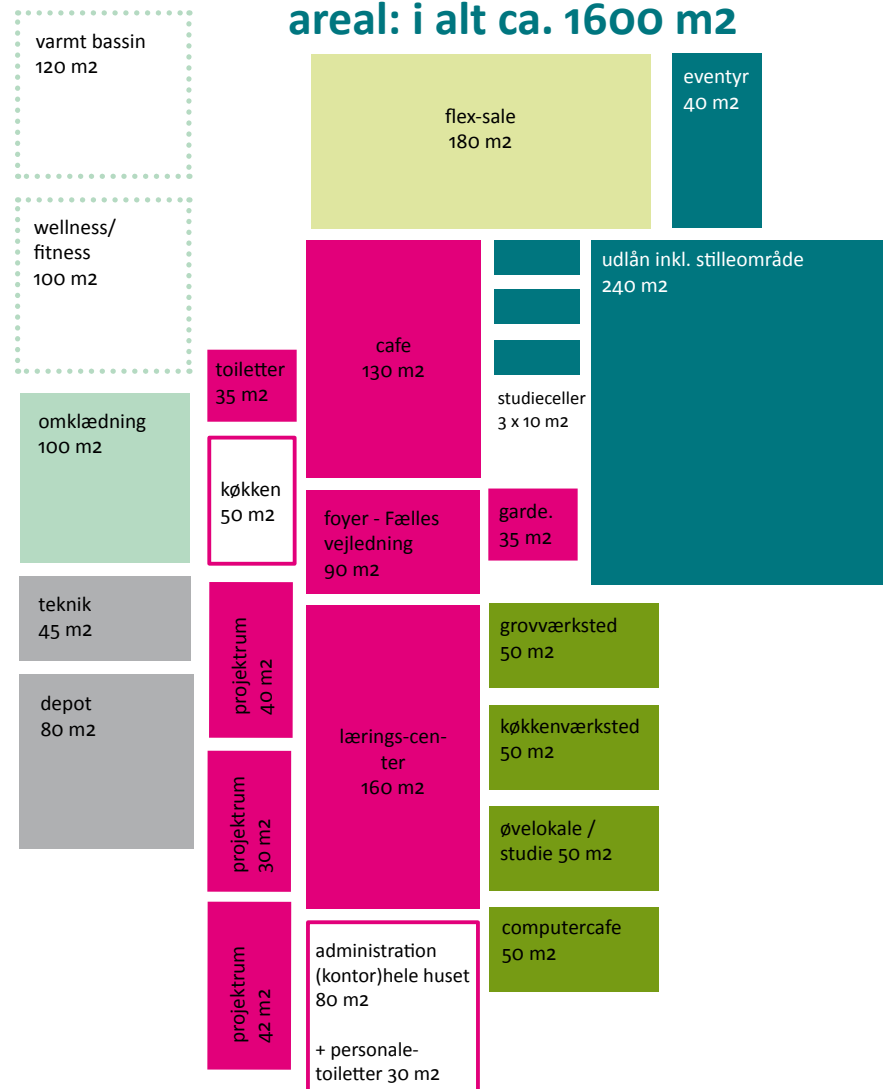 areal: i alt ca. 1600 m2
varmt bassin
120 m2
flex-sale
180 m2
eventyr
40 m2
wellness/
fitness
100 m2
cafe
130 m2
udlån inkl. stilleområde
240 m2
toiletter
35 m2
studieceller
3 x 10 m2
omklædning
100 m2
køkken
50 m2
foyer - Fælles
vejledning
90 m2
garde.
35 m2
teknik
45 m2
projektrum
40 m2
grovværksted
50 m2
depot
80 m2
lærings-cen-
ter
160 m2
køkkenværksted
50 m2
projektrum
30 m2
øvelokale /
studie 50 m2
projektrum
42 m2
administration
(kontor)hele huset
80 m2
+ personale-
toiletter 30 m2
computercafe
50 m2